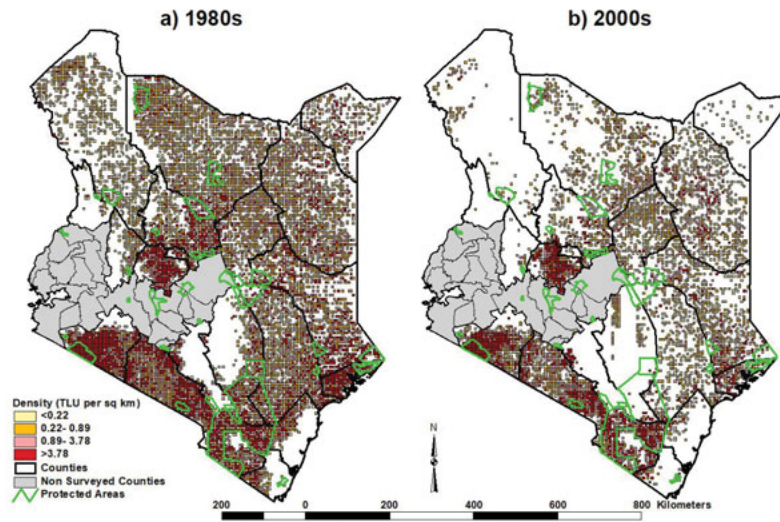 a) 1980s
b) 2000s
Density (TLU per sq km)
<0.22
0.22- 0.89
0.89- 3.78
>3.78
Counties
Non Surveyed Counties
Protected Areas
N
200 0 200 400 600 800 Kilometers